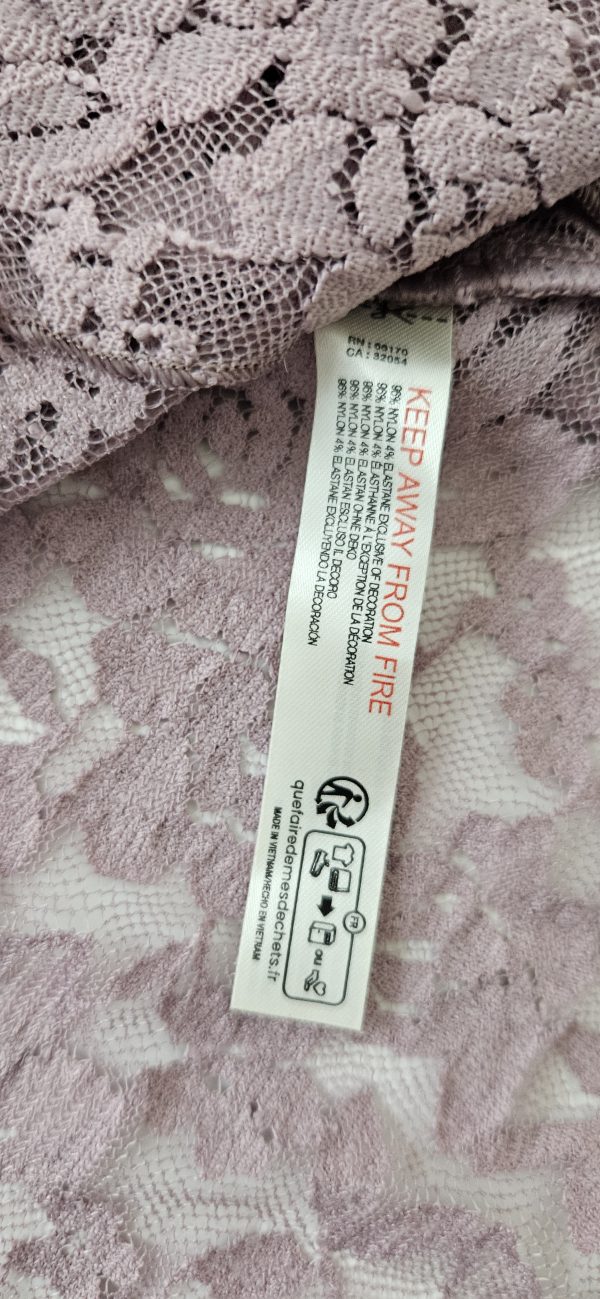 RN : 56170
CA : 32054
KEEP AWAY FROM FIRE
96% NYLON 4% ELASTANE EXCLUSIVE OF DECORATION
96% NYLON 4% ÉLASTHANNE À L'EXCEPTION DE LA DÉCORATION
96% NYLON 4% ELASTAN OHNE DEKO
96% NYLON 4% ELASTAN ESCLUSO IL DECORO
96% NYLON 4% ELASTANE EXCLUYENDO LA DECORACIÓN
FR
ou
quefairedemesdechets.fr
MADE IN VIETNAM/HECHO EN VIETNAM